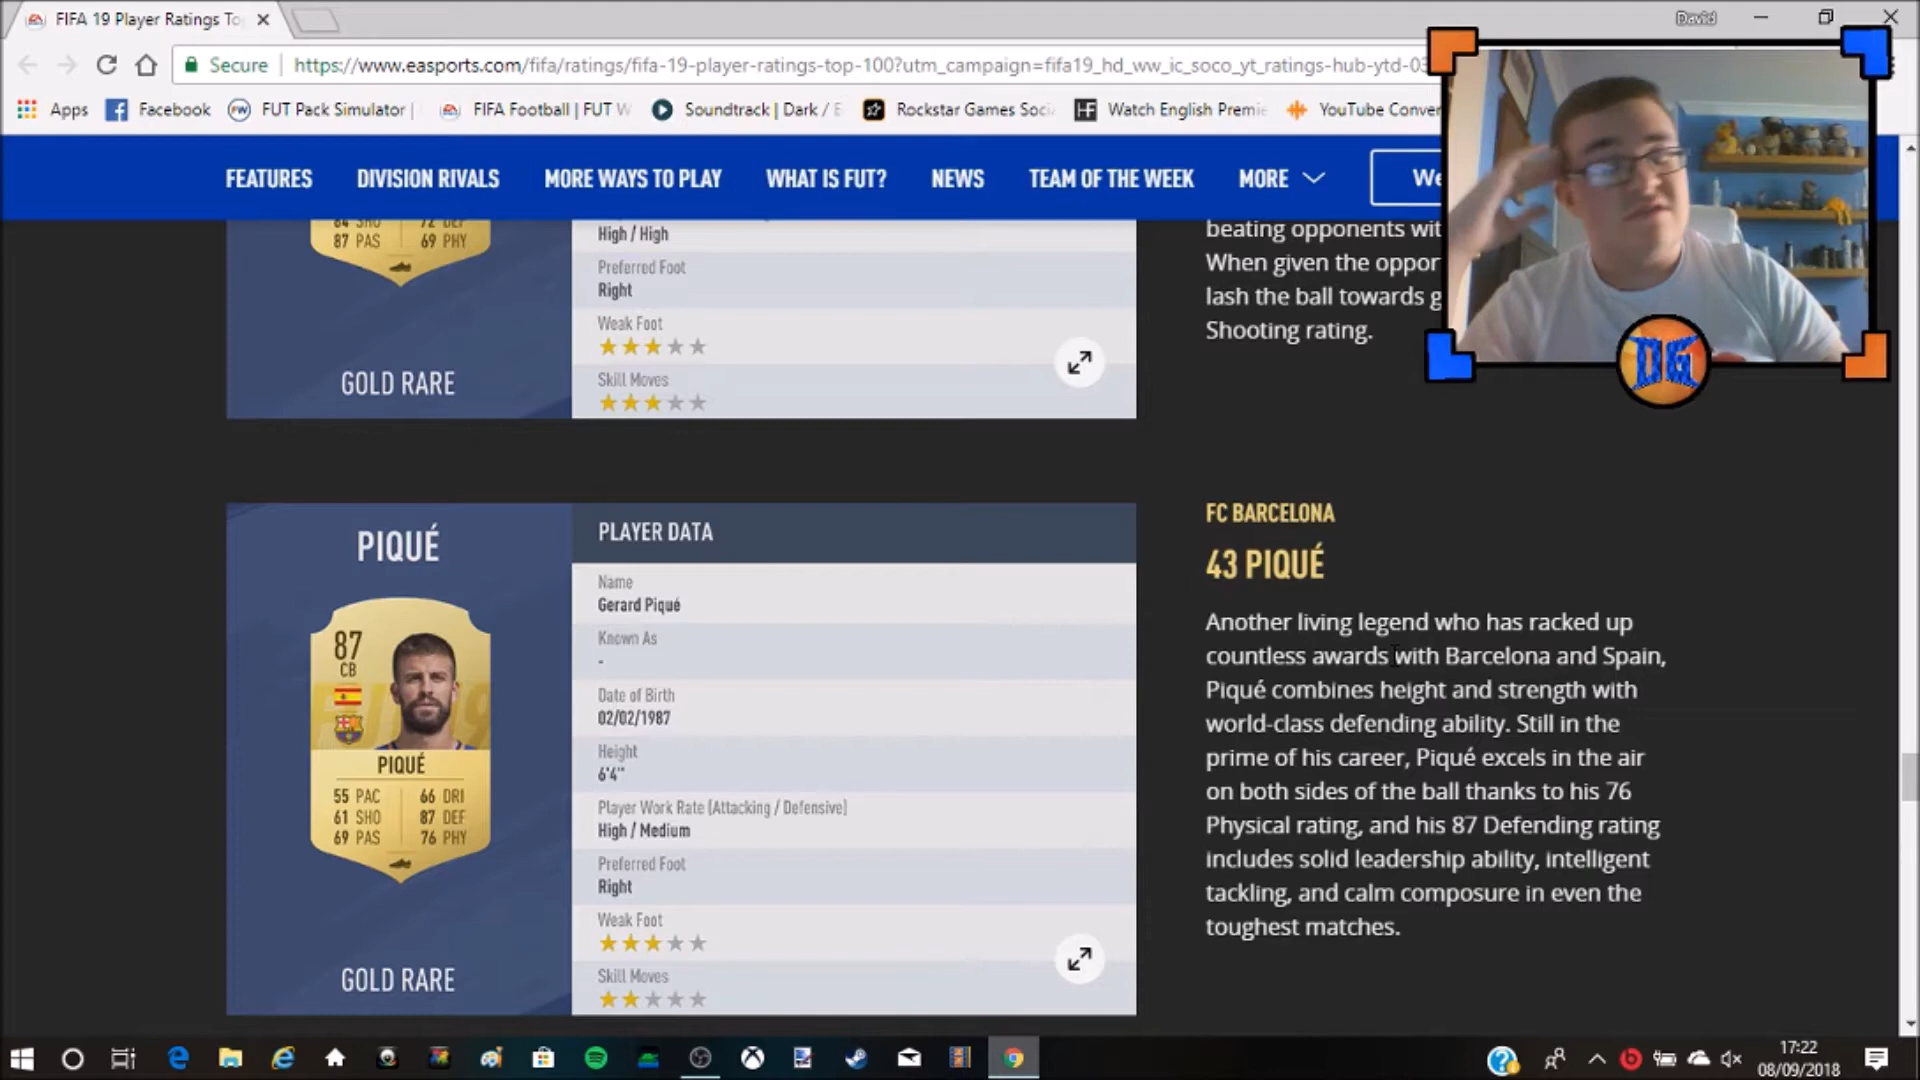 FIFA 19 Player Ratings To
David
Secure
https://www.easports.com/fifa/ratings/fifa-19-player-ratings-top-100?utm_campaign=fifa19_hd_ww_ic_soco_yt_ratings-hub-ytd-03
Apps
Facebook
FUT Pack Simulator |
FIFA Football | FUT W
Soundtrack | Dark / E
Rockstar Games Soci
Watch English Premie
YouTube Conver
FEATURES
DIVISION RIVALS
MORE WAYS TO PLAY
WHAT IS FUT?
NEWS
TEAM OF THE WEEK
MORE
We
84 SHO
72 DEF
87 PAS
69 PHY
GOLD RARE
High / High
Preferred Foot
Right
Weak Foot
Skill Moves
beating opponents wit
When given the oppor
lash the ball towards g
Shooting rating.
DG
PIQUÉ
87
CB
PIQUÉ
55 PAC
66 DRI
61 SHO
87 DEF
69 PAS
76 PHY
GOLD RARE
PLAYER DATA
Name
Gerard Piqué
Known As
-
Date of Birth
02/02/1987
Height
6'4"
Player Work Rate (Attacking / Defensive)
High / Medium
Preferred Foot
Right
Weak Foot
Skill Moves
FC BARCELONA
43 PIQUÉ
Another living legend who has racked up
countless awards with Barcelona and Spain,
Piqué combines height and strength with
world-class defending ability. Still in the
prime of his career, Piqué excels in the air
on both sides of the ball thanks to his 76
Physical rating, and his 87 Defending rating
includes solid leadership ability, intelligent
tackling, and calm composure in even the
toughest matches.
17:22
08/09/2018